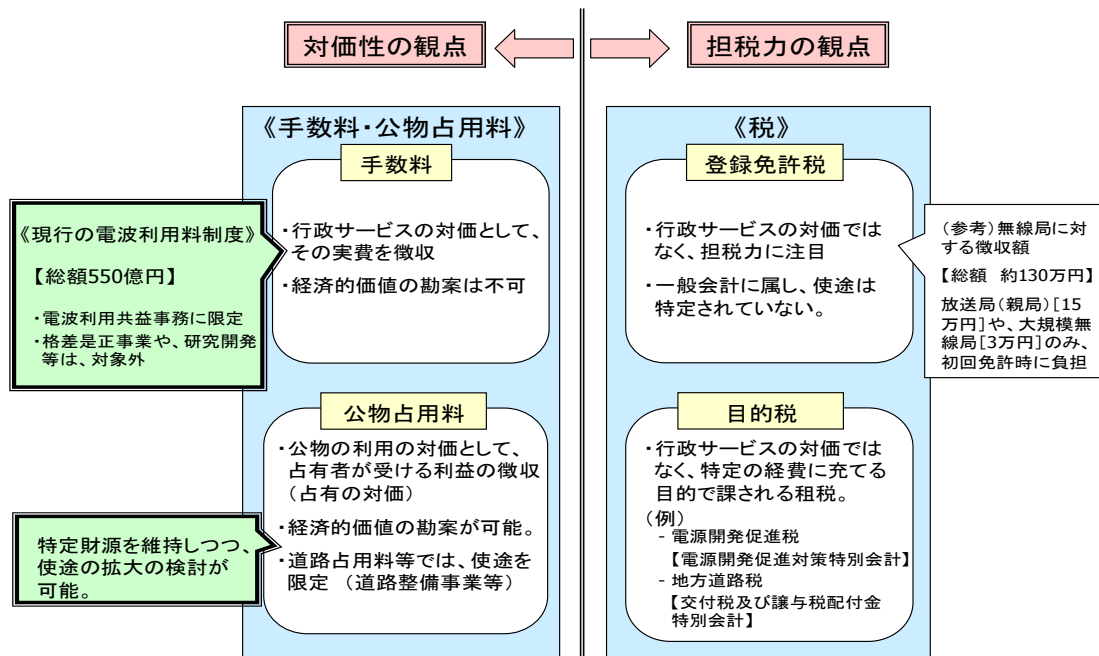 対価性の観点
担税力の観点
《手数料・公物占用料》
手数料
・行政サービスの対価として、
その実費を徴収
・経済的価値の勘案は不可
《現行の電波利用料制度》
【総額550億円】
・電波利用共益事務に限定
・格差是正事業や、研究開発
等は、対象外
公物占用料
・公物の利用の対価として、
占有者が受ける利益の徴収
（占有の対価）
・経済的価値の勘案が可能。
・道路占用料等では、使途を
限定 （道路整備事業等）
特定財源を維持しつつ、
使途の拡大の検討が
可能。
《税》
登録免許税
・行政サービスの対価では
なく、担税力に注目
・一般会計に属し、使途は
特定されていない。
（参考）無線局に対
する徴収額
【総額 約130万円】
放送局（親局）[15
万円]や、大規模無
線局[3万円]のみ、
初回免許時に負担
目的税
・行政サービスの対価では
なく、特定の経費に充てる
目的で課される租税。
（例）
- 電源開発促進税
【電源開発促進対策特別会計】
- 地方道路税
【交付税及び譲与税配付金
特別会計】